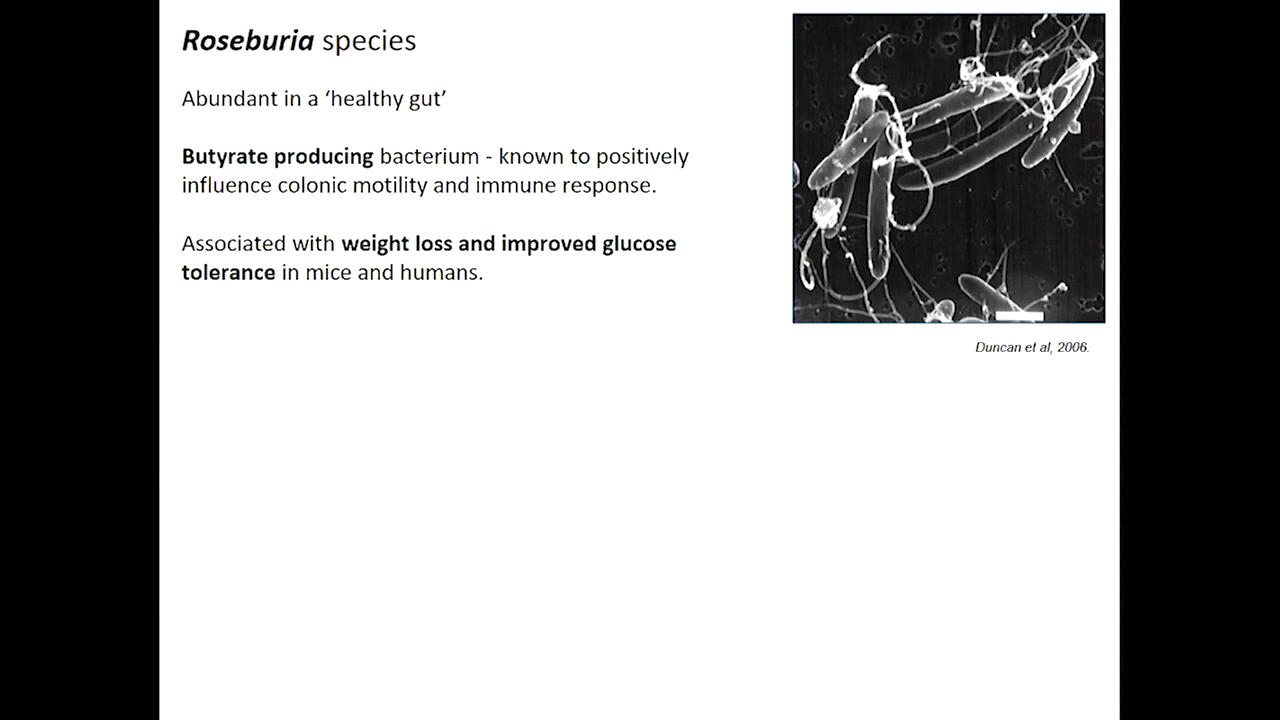 Roseburia species
Abundant in a ‘healthy gut’
Butyrate producing bacterium - known to positively
influence colonic motility and immune response.
Associated with weight loss and improved glucose
tolerance in mice and humans.
Duncan et al, 2006.